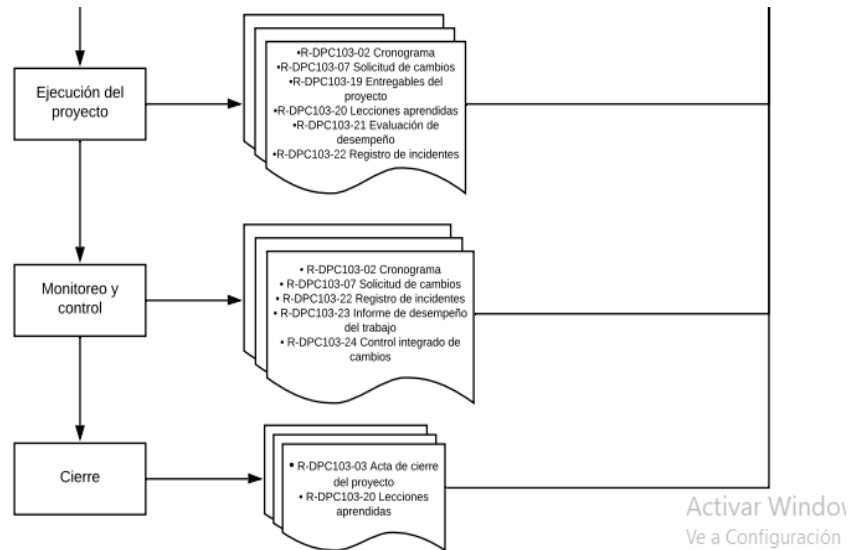 Ejecución del
proyecto
•R-DPC103-02 Cronograma
•R-DPC103-07 Solicitud de cambios
•R-DPC103-19 Entregables del
proyecto
•R-DPC103-20 Lecciones aprendidas
•R-DPC103-21 Evaluación de
desempeño
•R-DPC103-22 Registro de incidentes
Monitoreo y
control
• R-DPC103-02 Cronograma
• R-DPC103-07 Solicitud de cambios
• R-DPC103-22 Registro de incidentes
• R-DPC103-23 Informe de desempeño
del trabajo
• R-DPC103-24 Control integrado de
cambios
Cierre
• R-DPC103-03 Acta de cierre
del proyecto
• R-DPC103-20 Lecciones
aprendidas
Activar Window
Ve a Configuración